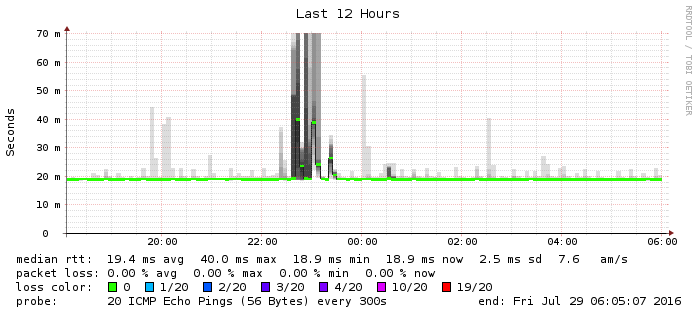 Last 12 Hours
RRDTOOL / TOBI OETIKER
Seconds
70 m
60 m
50 m
40 m
30 m
20 m
10 m
0
20:00 22:00 00:00 02:00 04:00 06:00
median rtt: 19.4 ms avg 40.0 ms max 18.9 ms min 18.9 ms now 2.5 ms sd 7.6 am/s
packet loss: 0.00 % avg 0.00 % max 0.00 % min 0.00 % now
loss color: 0 1/20 2/20 3/20 4/20 10/20 19/20
probe: 20 ICMP Echo Pings (56 Bytes) every 300s end: Fri Jul 29 06:05:07 2016